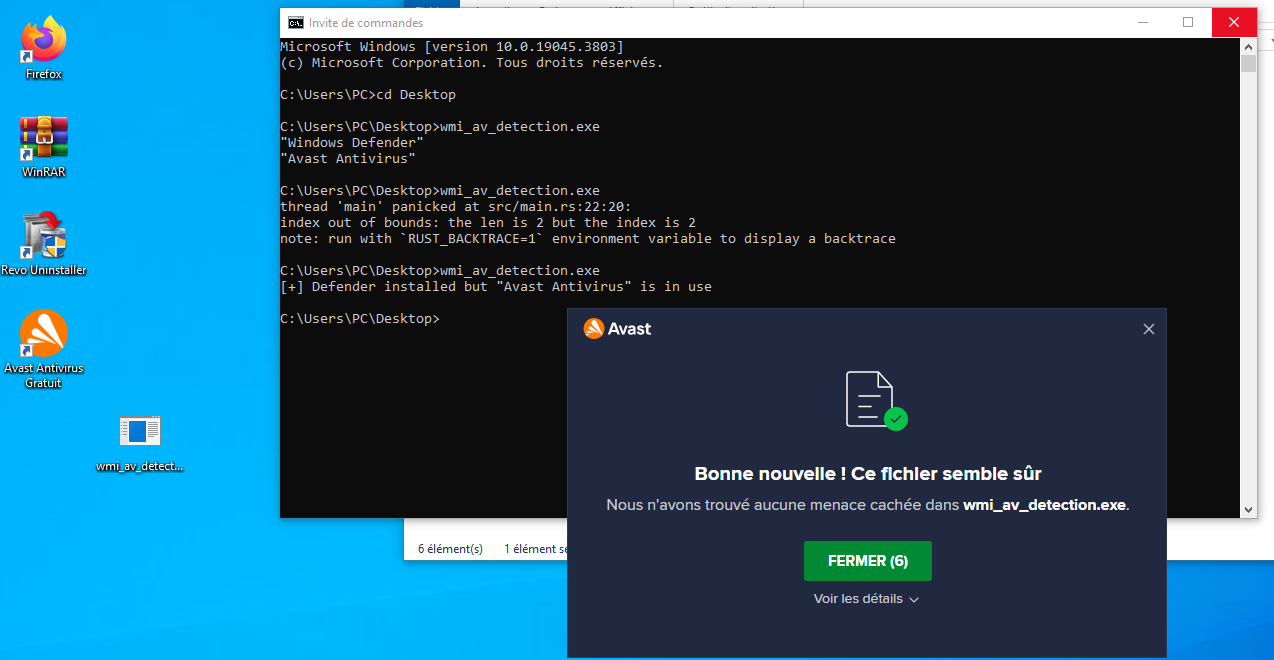 Firefox
WinRAR
Revo Uninstaller
Avast Antivirus
Gratuit
wmi_av_detect...
Invite de commandes
Microsoft Windows [version 10.0.19045.3803]
(c) Microsoft Corporation. Tous droits réservés.
C:\Users\PC>cd Desktop
C:\Users\PC\Desktop>wmi_av_detection.exe
"Windows Defender"
"Avast Antivirus"
C:\Users\PC\Desktop>wmi_av_detection.exe
thread 'main' panicked at src/main.rs:22:20:
index out of bounds: the len is 2 but the index is 2
note: run with `RUST_BACKTRACE=1` environment variable to display a backtrace
C:\Users\PC\Desktop>wmi_av_detection.exe
[+] Defender installed but "Avast Antivirus" is in use
C:\Users\PC\Desktop>
Avast
Bonne nouvelle ! Ce fichier semble sûr
Nous n'avons trouvé aucune menace cachée dans wmi_av_detection.exe.
FERMER (6)
Voir les détails
6 élément(s) 1 élément